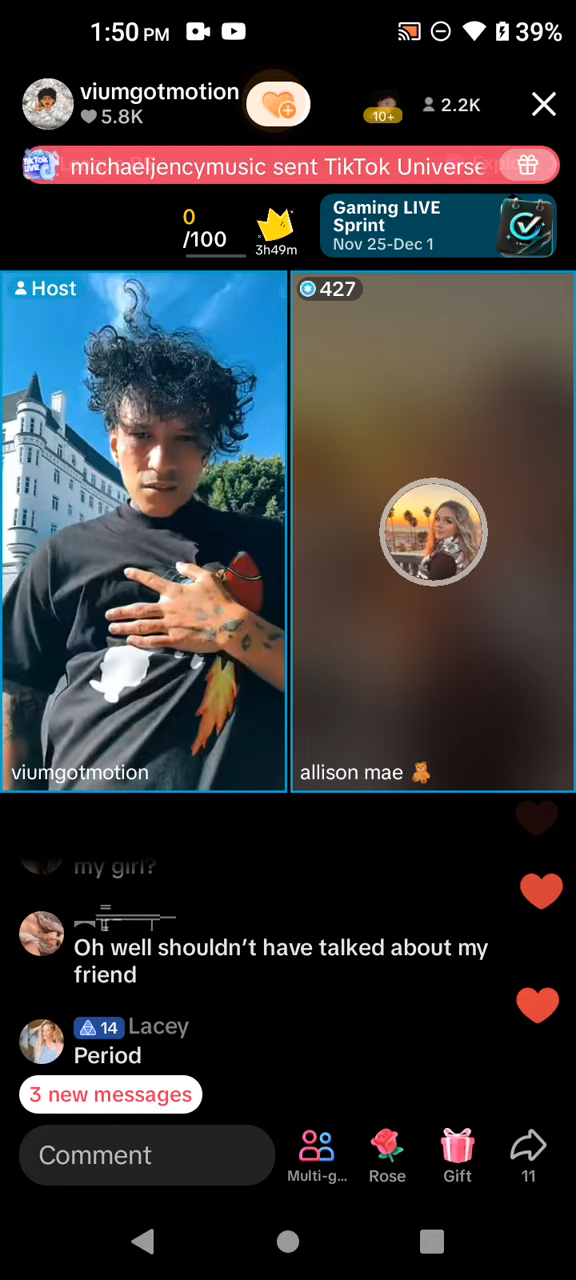 1:50 PM
39%
viumgotmotion
5.8K
10+
2.2K
michaeljencymusic sent TikTok Universe
0
/100
3h49m
Gaming LIVE
Sprint
Nov 25-Dec 1
Host
427
viumgotmotion
allison mae
my girl?
Oh well shouldn't have talked about my
friend
14 Lacey
Period
3 new messages
Comment
Multi-g...
Rose
Gift
11